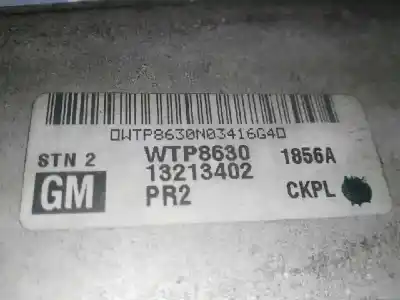 0WTP8630N03416G40
STN 2 WTP8630 1856A
GM 13213402
PR2 CKPL